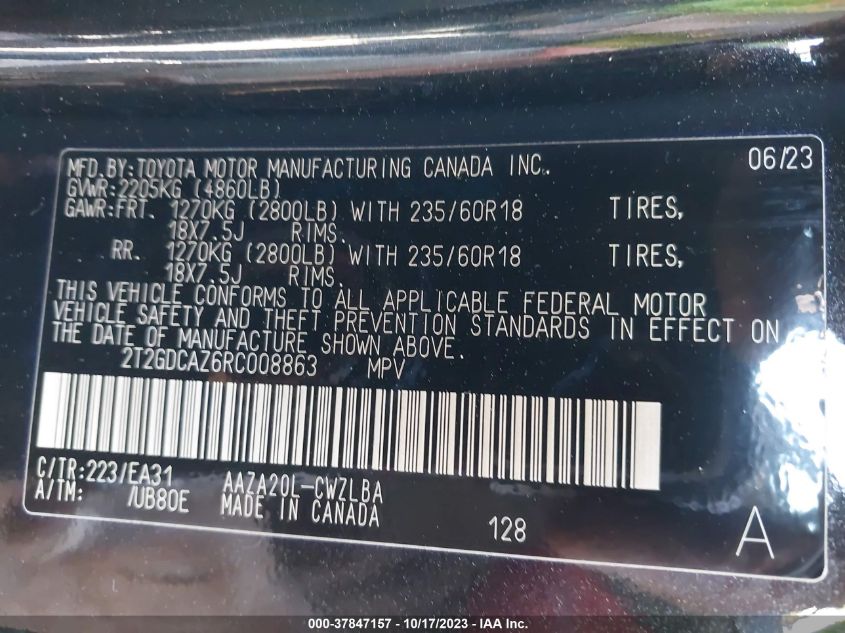 MFD.BY:TOYOTA MOTOR MANUFACTURING CANADA INC. 06/23
GVWR:2205KG (4860LB)
GAWR:FRT. 1270KG (2800LB) WITH 235/60R18 TIRES,
18X7.5J RIMS.
RR. 1270KG (2800LB) WITH 235/60R18 TIRES,
18X7.5J RIMS.
THIS VEHICLE CONFORMS TO ALL APPLICABLE FEDERAL MOTOR
VEHICLE SAFETY AND THEFT PREVENTION STANDARDS IN EFFECT ON
THE DATE OF MANUFACTURE SHOWN ABOVE.
2T2GDCAZ6RC008863 MPV
C/TR:223/EA31 AAZA20L-CWZLBA
A/TM: /UB80E MADE IN CANADA 128 A
000-37847157 - 10/17/2023 - IAA Inc.